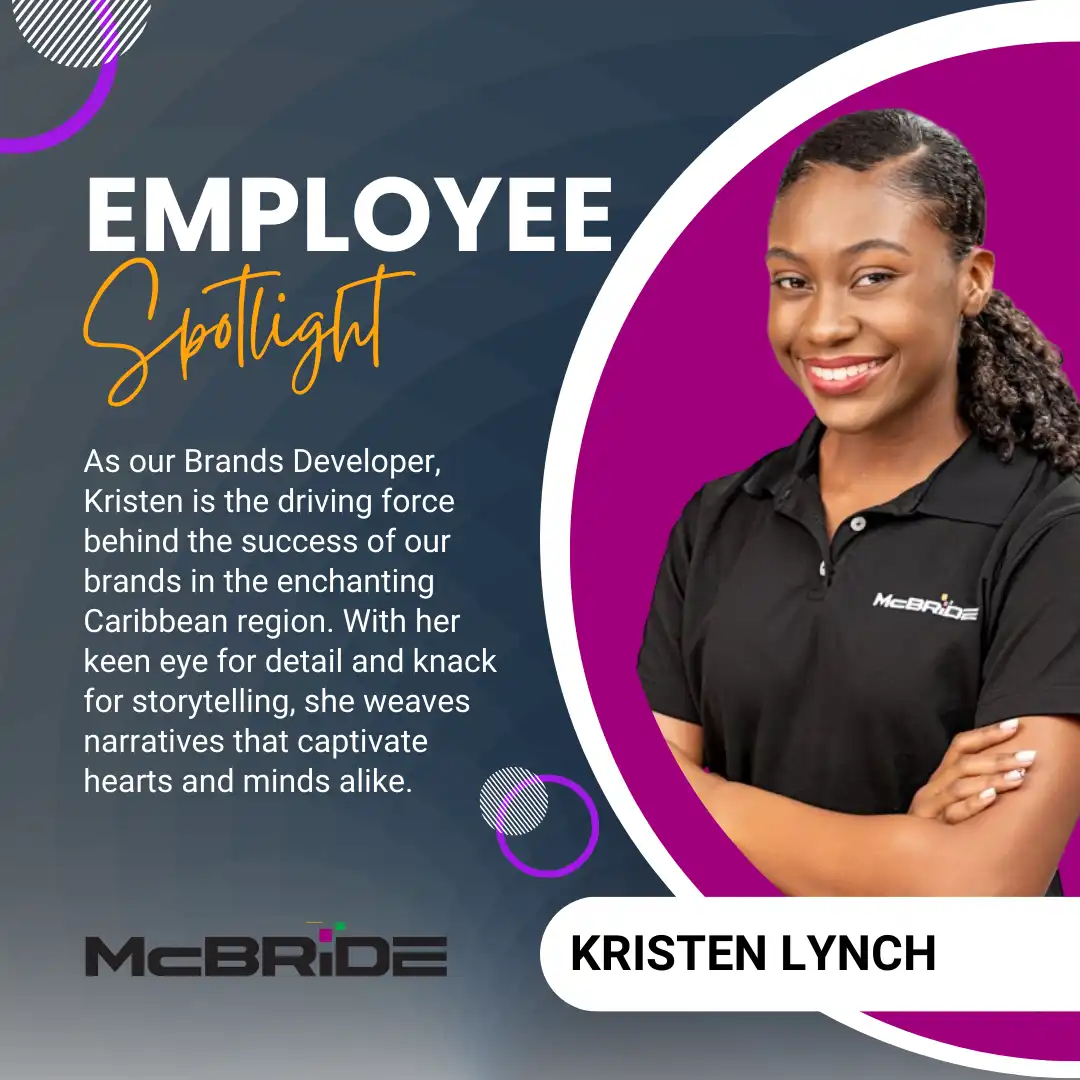 EMPLOYEE
Spotlight
As our Brands Developer,
Kristen is the driving force
behind the success of our
brands in the enchanting
Caribbean region. With her
keen eye for detail and knack
for storytelling, she weaves
narratives that captivate
hearts and minds alike.
McBRiDE
McBRiDE
KRISTEN LYNCH